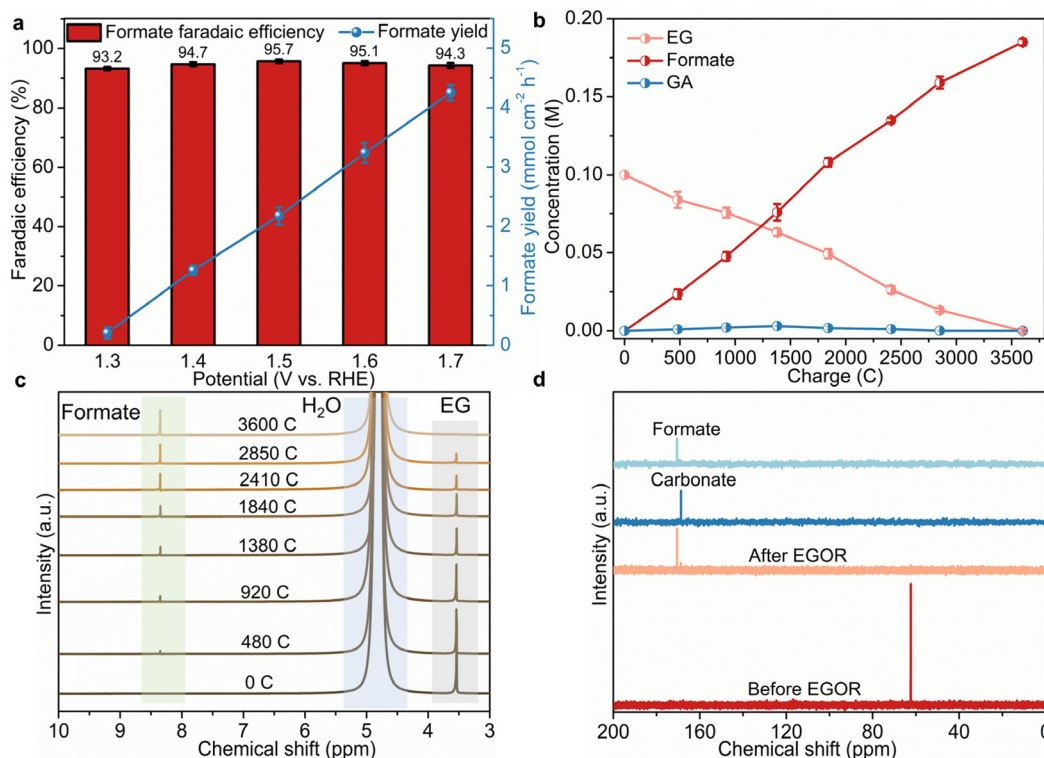 a
Formate faradaic efficiency
Formate yield
93.2
94.7
95.7
95.1
94.3
100
80
60
40
20
0
5
4
3
2
1
0
Faradaic efficiency (%)
Formate yield (mmol cm⁻² h⁻¹)
1.3 1.4 1.5 1.6 1.7
Potential (V vs. RHE)
b
EG
Formate
GA
0.20
0.15
0.10
0.05
0.00
Concentration (M)
0 500 1000 1500 2000 2500 3000 3500
Charge (C)
c
Formate
H₂O
EG
3600 C
2850 C
2410 C
1840 C
1380 C
920 C
480 C
0 C
Intensity (a.u.)
10 9 8 7 6 5 4 3
Chemical shift (ppm)
d
Formate
Carbonate
After EGOR
Before EGOR
Intensity (a.u.)
200 160 120 80 40 0
Chemical shift (ppm)